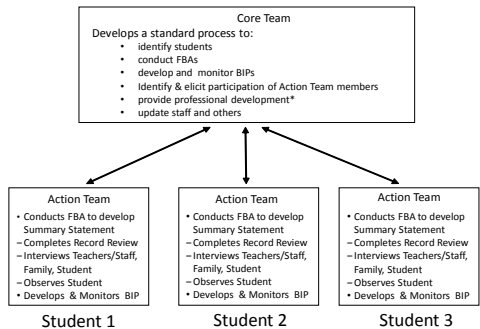 Core Team
Develops a standard process to:
• identify students
• conduct FBAs
• develop and monitor BIPs
• Identify & elicit participation of Action Team members
• provide professional development*
• update staff and others
Action Team
• Conducts FBA to develop
Summary Statement
–Completes Record Review
–Interviews Teachers/Staff,
Family, Student
–Observes Student
• Develops & Monitors BIP
Student 1
Action Team
• Conducts FBA to develop
Summary Statement
–Completes Record Review
–Interviews Teachers/Staff,
Family, Student
–Observes Student
• Develops & Monitors BIP
Student 2
Action Team
• Conducts FBA to develop
Summary Statement
–Completes Record Review
–Interviews Teachers/Staff,
Family, Student
–Observes Student
• Develops & Monitors BIP
Student 3